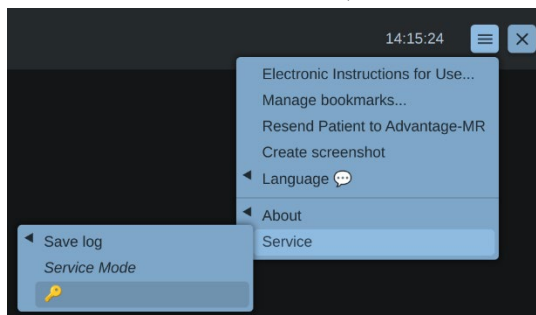 14:15:24
Electronic Instructions for Use...
Manage bookmarks...
Resend Patient to Advantage-MR
Create screenshot
Language 💬
About
Service
Save log
Service Mode
🔑